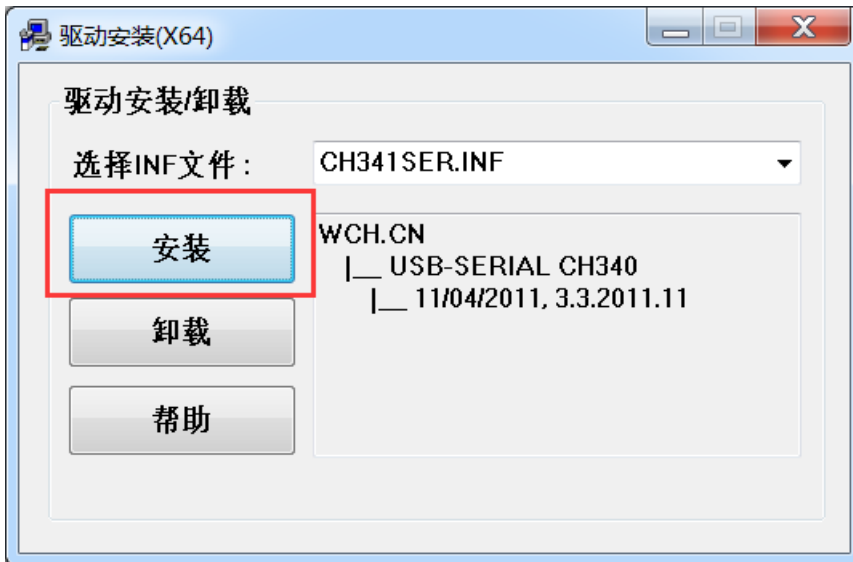 驱动安装(X64)
驱动安装/卸载
选择INF文件:
CH341SER.INF
安装
WCH.CN
|__ USB-SERIAL CH340
|__ 11/04/2011, 3.3.2011.11
卸载
帮助